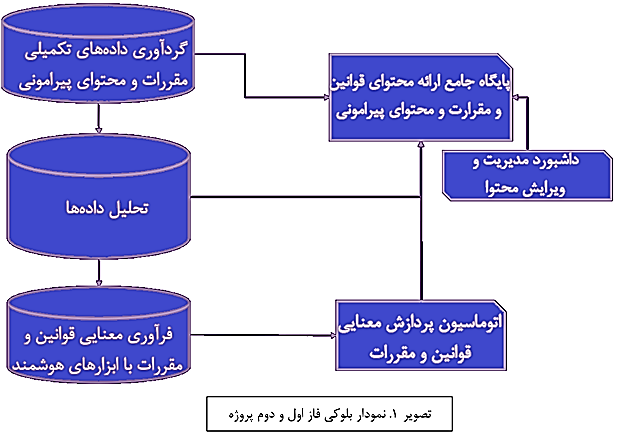 گردآوری داده‌های تکمیلی
مقررات و محتوای پیرامونی
پایگاه جامع ارائه محتوای قوانین
و مقرارت و محتوای پیرامونی
داشبورد مدیریت و
ویرایش محتوا
تحلیل داده‌ها
فرآوری معنایی قوانین و
مقررات با ابزارهای هوشمند
اتوماسیون پردازش معنایی
قوانین و مقررات
تصویر ۱. نمودار بلوکی فاز اول و دوم پروژه